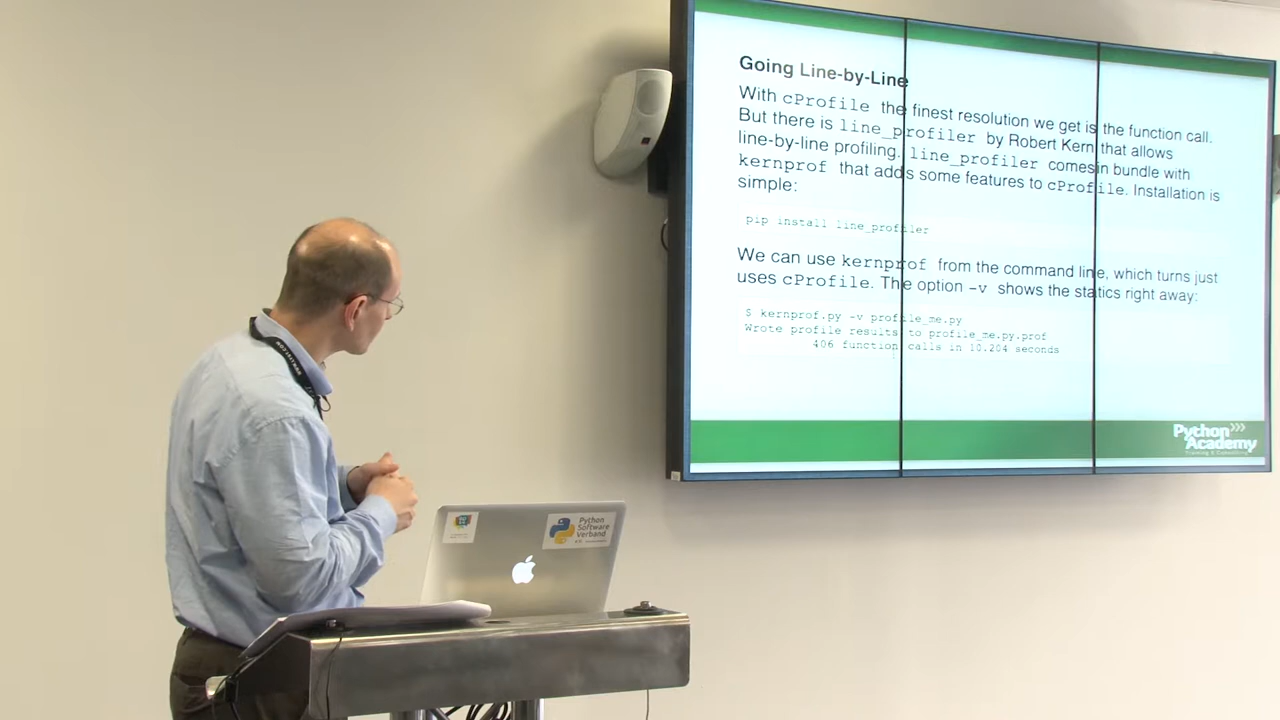 Going Line-by-Line
With cProfile the finest resolution we get is the function call.
But there is line_profiler by Robert Kern that allows
line-by-line profiling. line_profiler comes in bundle with
kernprof that adds some features to cProfile. Installation is
simple:
pip install line_profiler
We can use kernprof from the command line, which turns just
uses cProfile. The option -v shows the statics right away:
$ kernprof.py -v profile_me.py
Wrote profile results to profile_me.py.prof
406 function calls in 10.204 seconds
Python
Academy
Training & Consulting
Python
Software
Verband